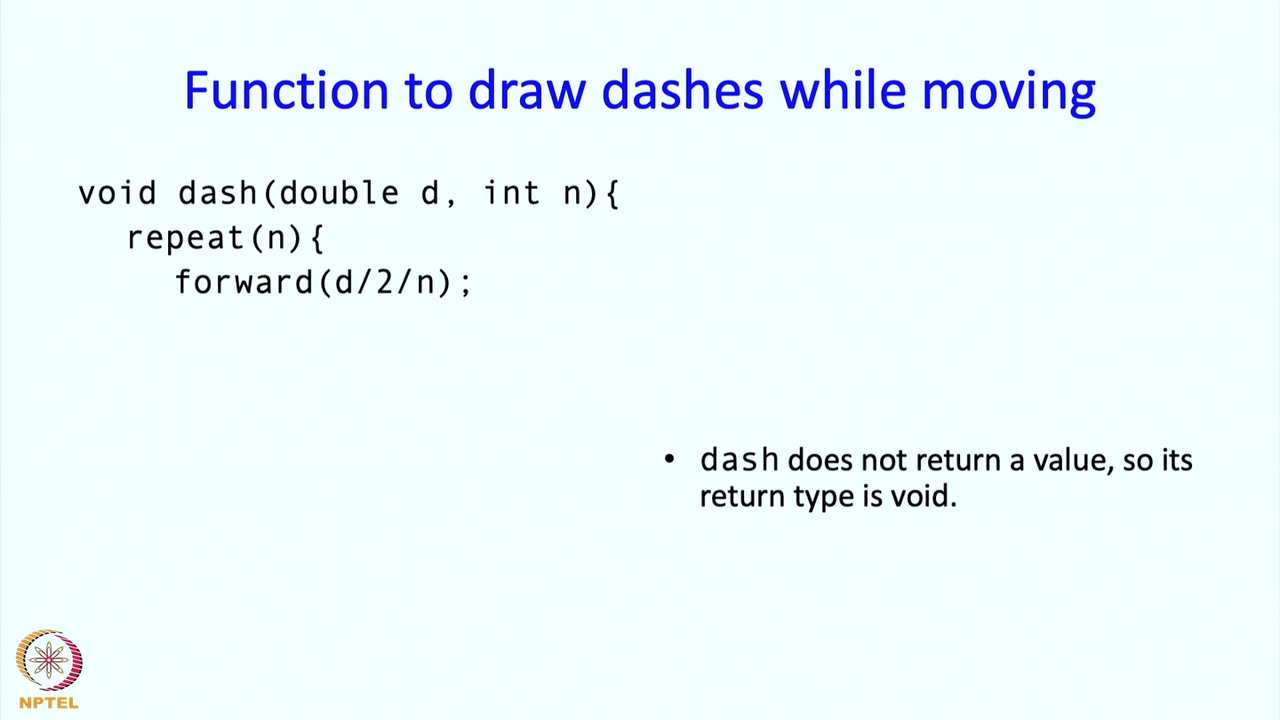 Function to draw dashes while moving
void dash(double d, int n){
repeat(n){
forward(d/2/n);
• dash does not return a value, so its
return type is void.
NPTEL